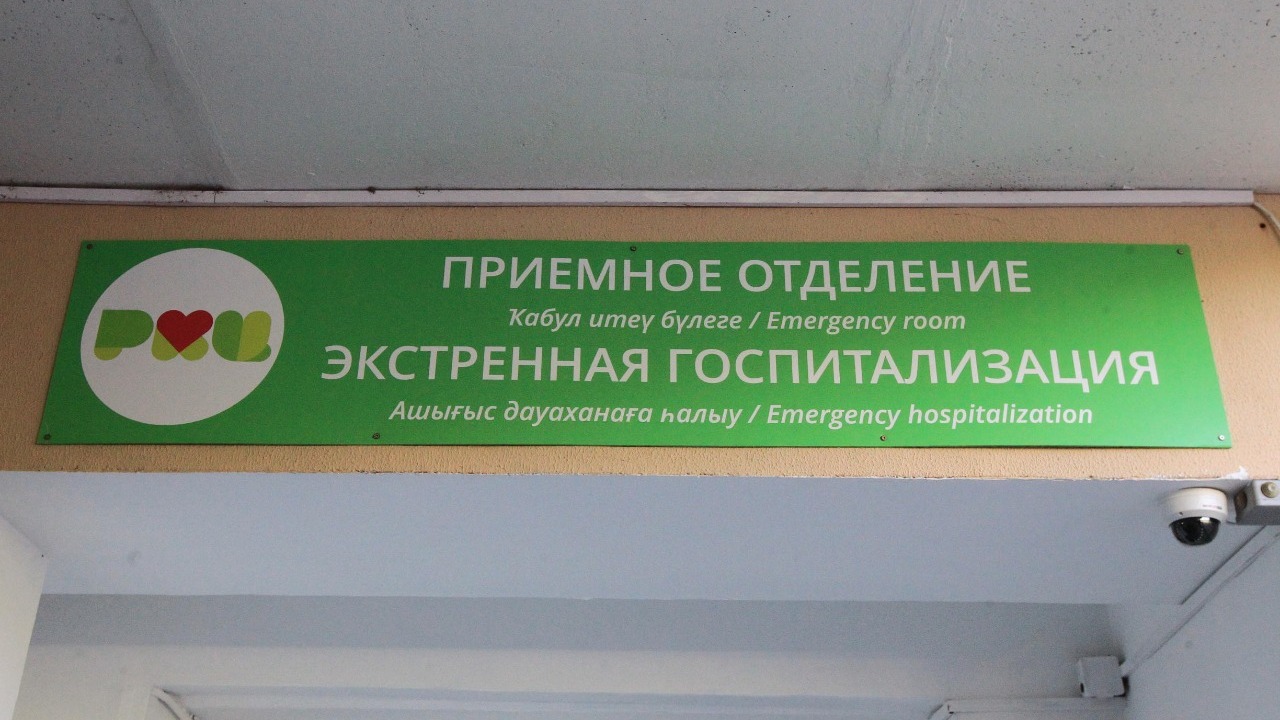 РКЦ
ПРИЕМНОЕ ОТДЕЛЕНИЕ
Ҡабул итеү бүлеге / Emergency room
ЭКСТРЕННАЯ ГОСПИТАЛИЗАЦИЯ
Ашығыс дауаханаға һалыу / Emergency hospitalization